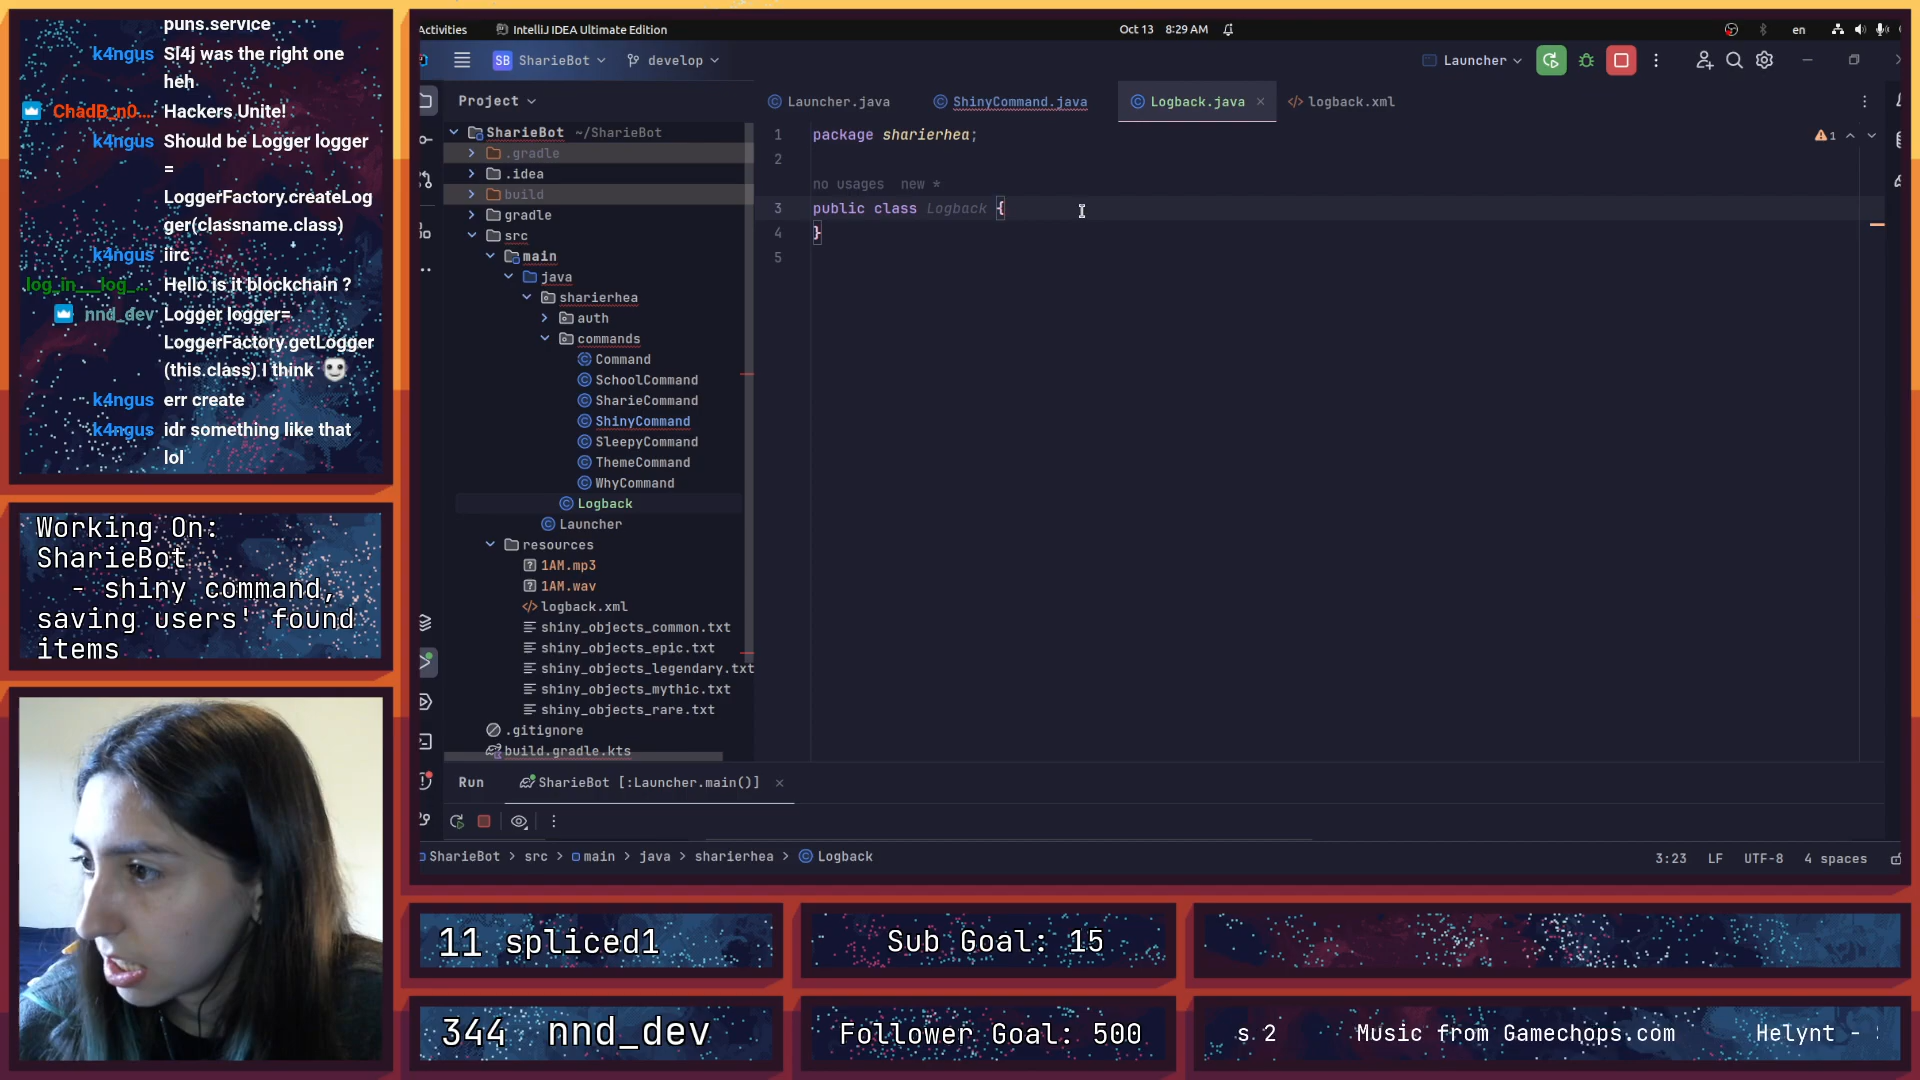 puns.service
k4ngus Sl4j was the right one
heh
ChadB_n0... Hackers Unite!
k4ngus Should be Logger logger
=
LoggerFactory.createLog
ger(classname.class)
k4ngus iirc
log_in__log_... Hello is it blockchain ?
nnd_dev Logger logger=
LoggerFactory.getLogger
(this.class) I think
k4ngus err create
k4ngus idr something like that
lol
Working On:
SharieBot
- shiny command,
saving users' found
items
Activities IntelliJ IDEA Ultimate Edition Oct 13 8:29 AM en
SB SharieBot develop Launcher
Project Launcher.java ShinyCommand.java Logback.java logback.xml
SharieBot ~/SharieBot
.gradle
.idea
build
gradle
src
main
java
sharierhea
auth
commands
Command
SchoolCommand
SharieCommand
ShinyCommand
SleepyCommand
ThemeCommand
WhyCommand
Logback
Launcher
resources
1AM.mp3
1AM.wav
logback.xml
shiny_objects_common.txt
shiny_objects_epic.txt
shiny_objects_legendary.txt
shiny_objects_mythic.txt
shiny_objects_rare.txt
.gitignore
build.gradle.kts
1 package sharierhea; 1
2
no usages new *
3 public class Logback {
4 }
5
Run SharieBot [:Launcher.main()]
SharieBot > src > main > java > sharierhea > Logback 3:23 LF UTF-8 4 spaces
11 spliced1
Sub Goal: 15
344 nnd_dev
Follower Goal: 500
s 2 Music from Gamechops.com Helynt -